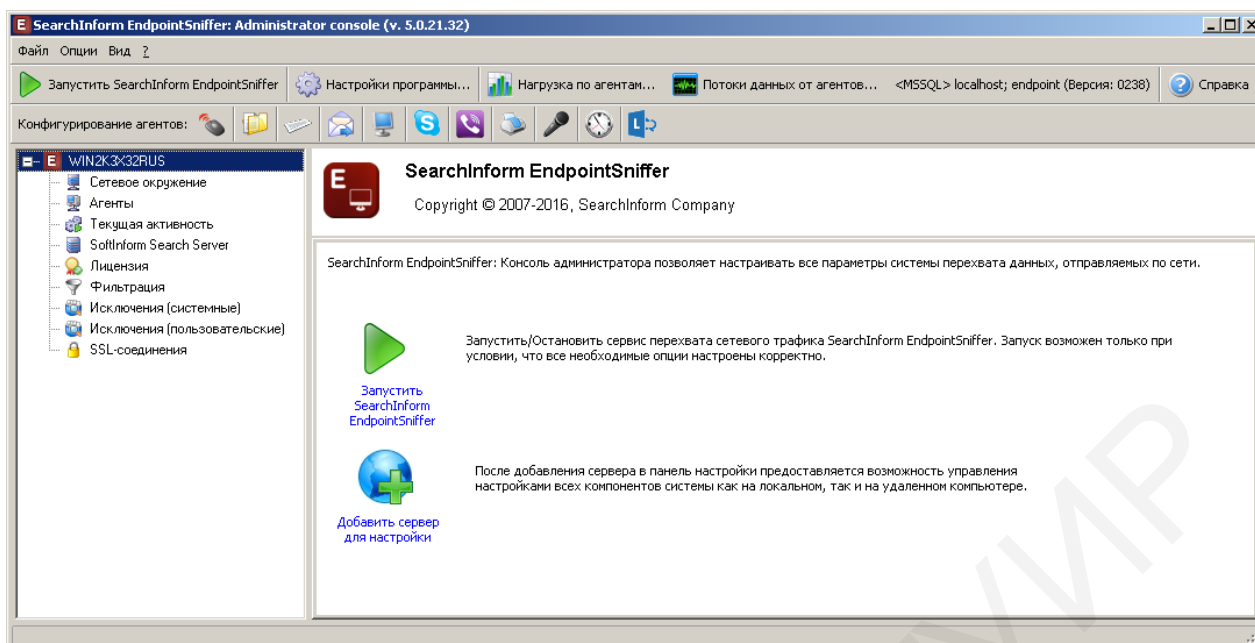 SearchInform EndpointSniffer: Administrator console (v. 5.0.21.32)
Файл Опции Вид ?
Запустить SearchInform EndpointSniffer Настройки программы... Нагрузка по агентам... Потоки данных от агентов... <MSSQL> localhost; endpoint (Версия: 0238) Справка
Конфигурирование агентов:
WIN2K3X32RUS
Сетевое окружение
Агенты
Текущая активность
SoftInform Search Server
Лицензия
Фильтрация
Исключения (системные)
Исключения (пользовательские)
SSL-соединения
SearchInform EndpointSniffer
Copyright © 2007-2016, SearchInform Company
SearchInform EndpointSniffer: Консоль администратора позволяет настраивать все параметры системы перехвата данных, отправляемых по сети.
Запустить/Остановить сервис перехвата сетевого трафика SearchInform EndpointSniffer. Запуск возможен только при
условии, что все необходимые опции настроены корректно.
Запустить
SearchInform
EndpointSniffer
После добавления сервера в панель настройки предоставляется возможность управления
настройками всех компонентов системы как на локальном, так и на удаленном компьютере.
Добавить сервер
для настройки